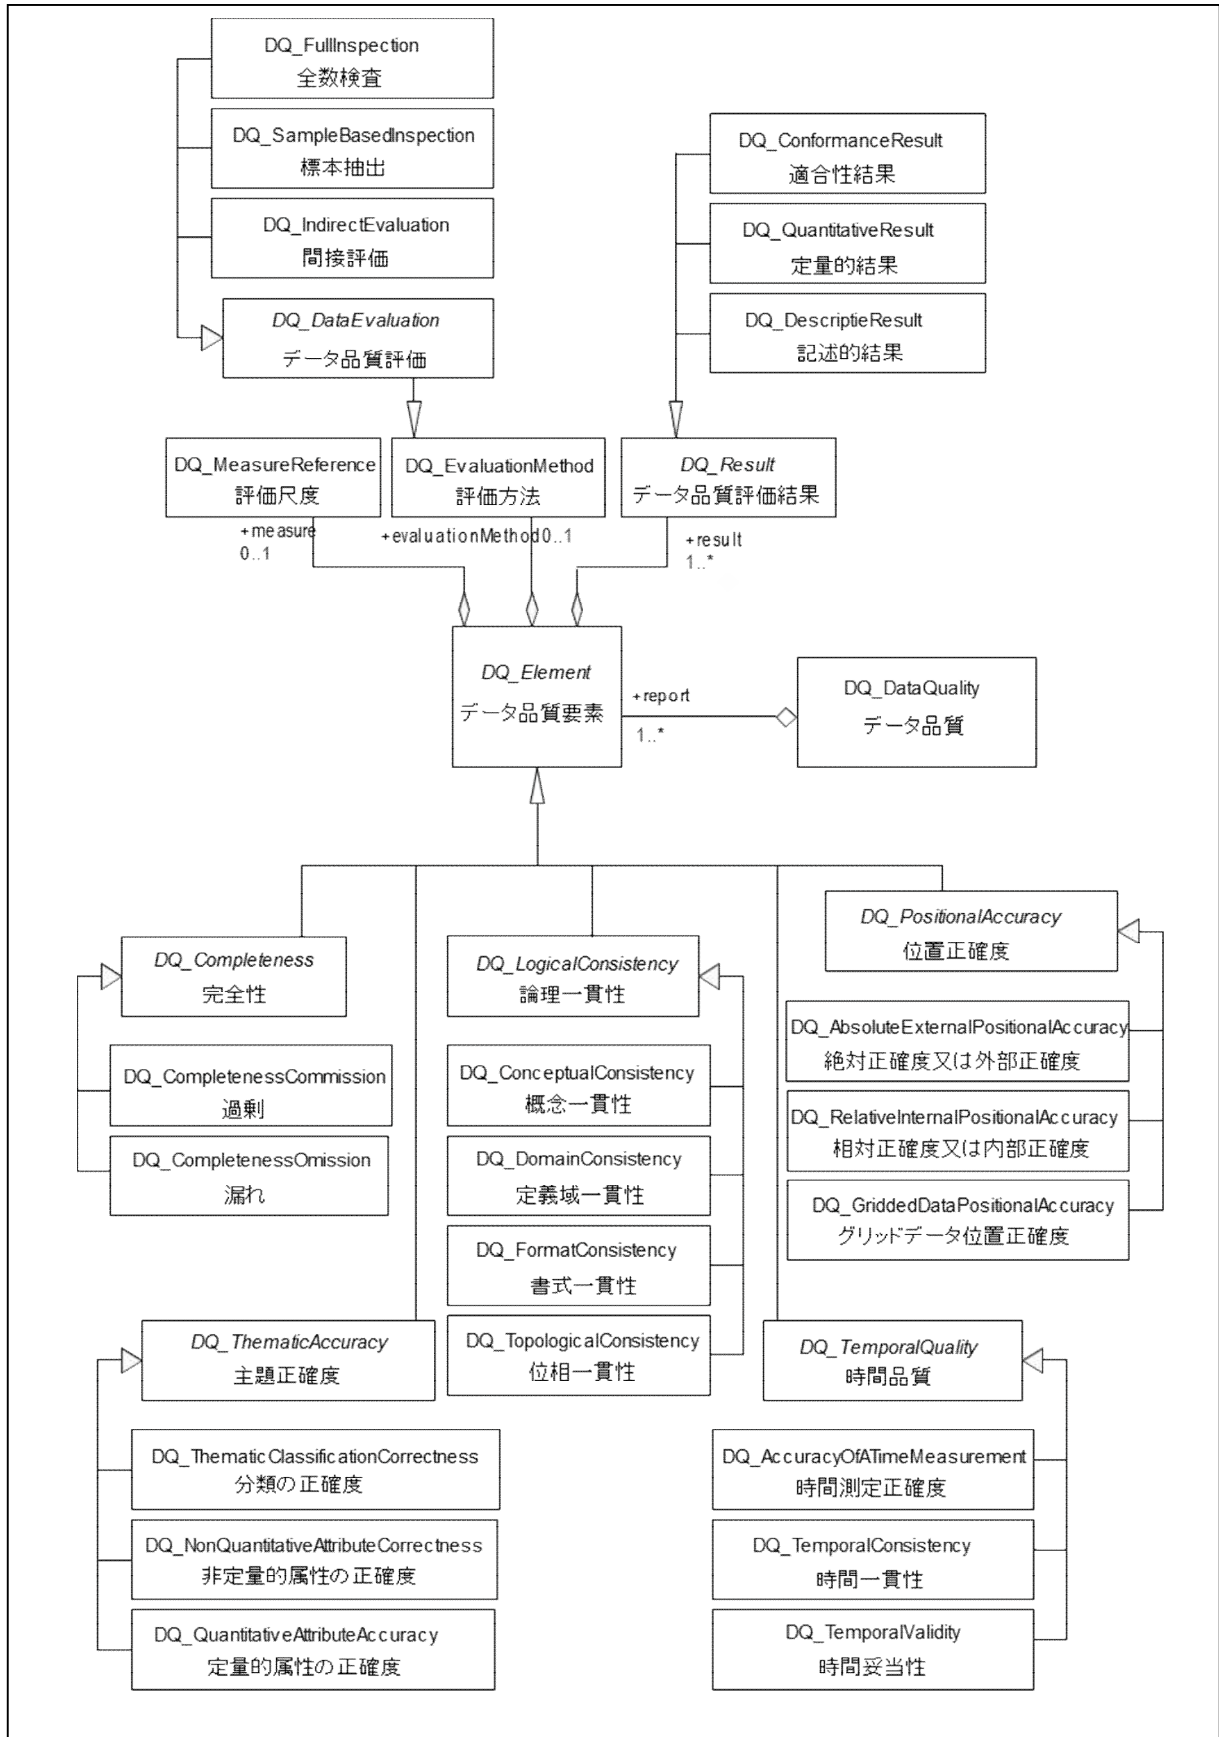 DQ_FullInspection
全数検査
DQ_SampleBasedInspection
標本抽出
DQ_IndirectEvaluation
間接評価
DQ_DataEvaluation
データ品質評価
DQ_ConformanceResult
適合性結果
DQ_QuantitativeResult
定量的結果
DQ_DescriptieResult
記述的結果
DQ_MeasureReference
評価尺度
DQ_EvaluationMethod
評価方法
DQ_Result
データ品質評価結果
+measure
0..1
+evaluationMethod0..1
+result
1..*
DQ_Element
データ品質要素
+report
1..*
DQ_DataQuality
データ品質
DQ_Completeness
完全性
DQ_CompletenessCommission
過剰
DQ_CompletenessOmission
漏れ
DQ_LogicalConsistency
論理一貫性
DQ_ConceptualConsistency
概念一貫性
DQ_DomainConsistency
定義域一貫性
DQ_FormatConsistency
書式一貫性
DQ_TopologicalConsistency
位相一貫性
DQ_PositionalAccuracy
位置正確度
DQ_AbsoluteExternalPositionalAccuracy
絶対正確度又は外部正確度
DQ_RelativeInternalPositionalAccuracy
相対正確度又は内部正確度
DQ_GriddedDataPositionalAccuracy
グリッドデータ位置正確度
DQ_ThematicAccuracy
主題正確度
DQ_ThematicClassificationCorrectness
分類の正確度
DQ_NonQuantitativeAttributeCorrectness
非定量的属性の正確度
DQ_QuantitativeAttributeAccuracy
定量的属性の正確度
DQ_TemporalQuality
時間品質
DQ_AccuracyOfATimeMeasurement
時間測定正確度
DQ_TemporalConsistency
時間一貫性
DQ_TemporalValidity
時間妥当性